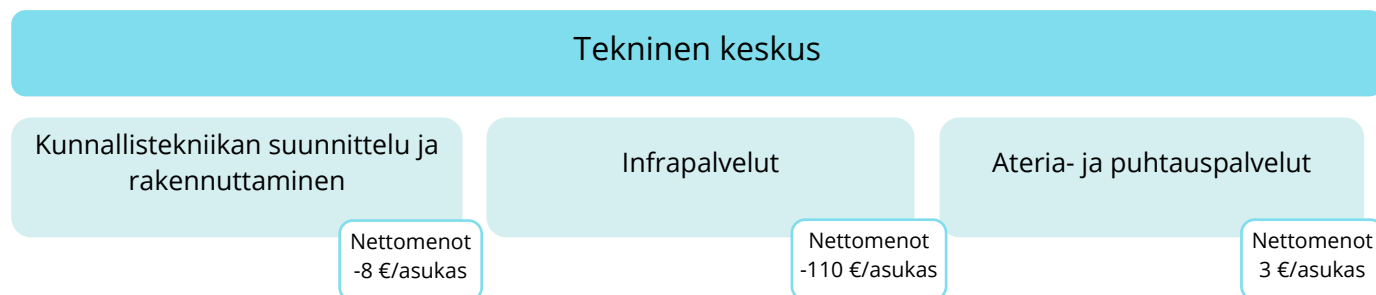 Tekninen keskus
Kunnallistekniikan suunnittelu ja
rakennuttaminen
Nettomenot
-8 €/asukas
Infrapalvelut
Nettomenot
-110 €/asukas
Ateria- ja puhtauspalvelut
Nettomenot
3 €/asukas